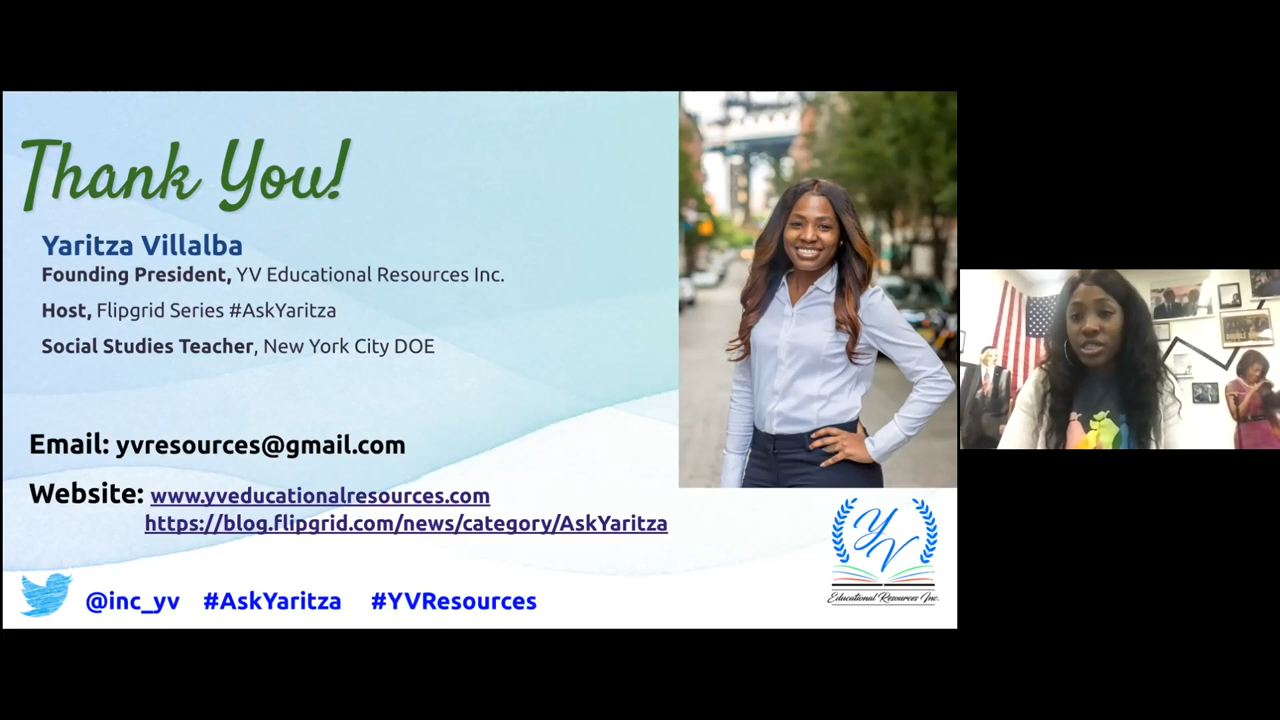 Thank You!
Yaritza Villalba
Founding President, YV Educational Resources Inc.
Host, Flipgrid Series #AskYaritza
Social Studies Teacher, New York City DOE
Email: yvresources@gmail.com
Website: www.yveducationalresources.com
https://blog.flipgrid.com/news/category/AskYaritza
@inc_yv #AskYaritza #YVResources
YV
Educational Resources Inc.